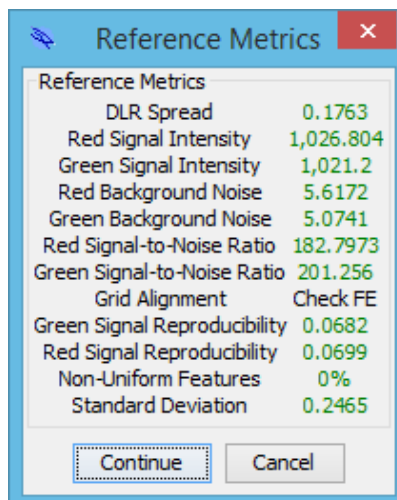 Reference Metrics
Reference Metrics
DLR Spread 0.1763
Red Signal Intensity 1,026.804
Green Signal Intensity 1,021.2
Red Background Noise 5.6172
Green Background Noise 5.0741
Red Signal-to-Noise Ratio 182.7973
Green Signal-to-Noise Ratio 201.256
Grid Alignment Check FE
Green Signal Reproducibility 0.0682
Red Signal Reproducibility 0.0699
Non-Uniform Features 0%
Standard Deviation 0.2465
Continue Cancel